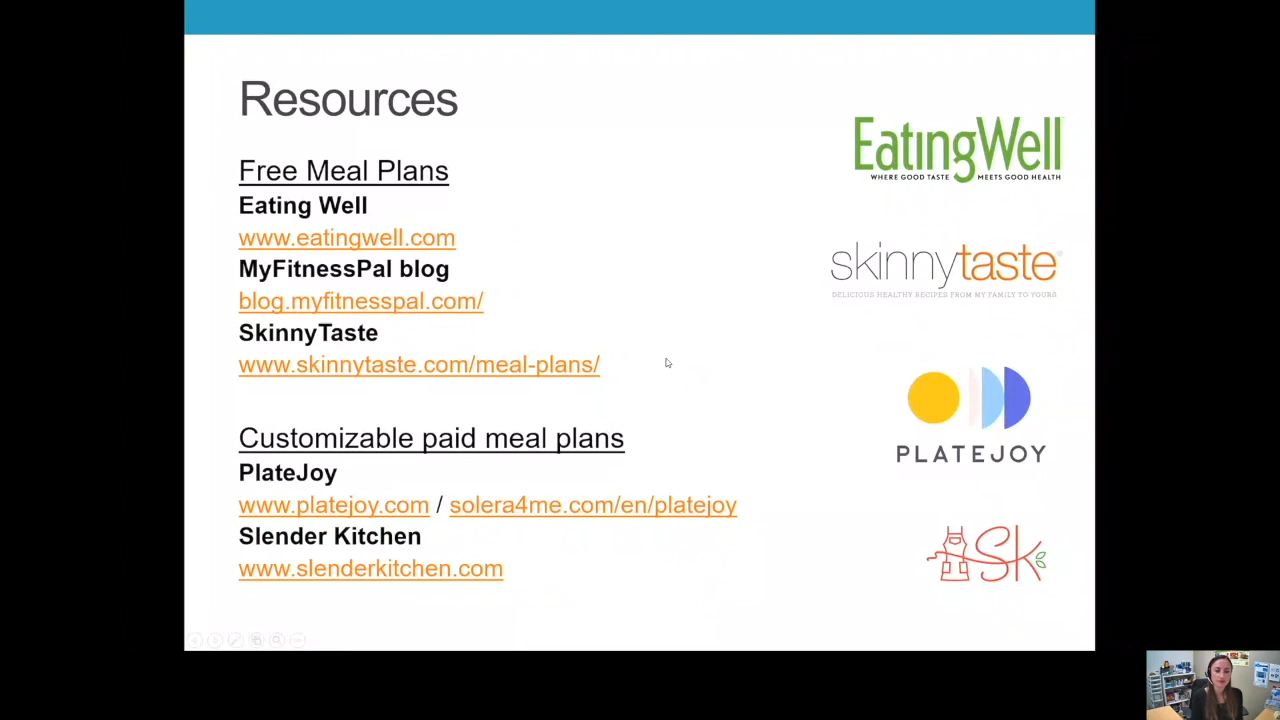 Resources
Free Meal Plans
Eating Well
www.eatingwell.com
MyFitnessPal blog
blog.myfitnesspal.com/
SkinnyTaste
www.skinnytaste.com/meal-plans/
Customizable paid meal plans
PlateJoy
www.platejoy.com / solera4me.com/en/platejoy
Slender Kitchen
www.slenderkitchen.com
EatingWell
WHERE GOOD TASTE MEETS GOOD HEALTH
skinnytaste®
DELICIOUS HEALTHY RECIPES FROM MY FAMILY TO YOURS
PLATEJOY
Sk